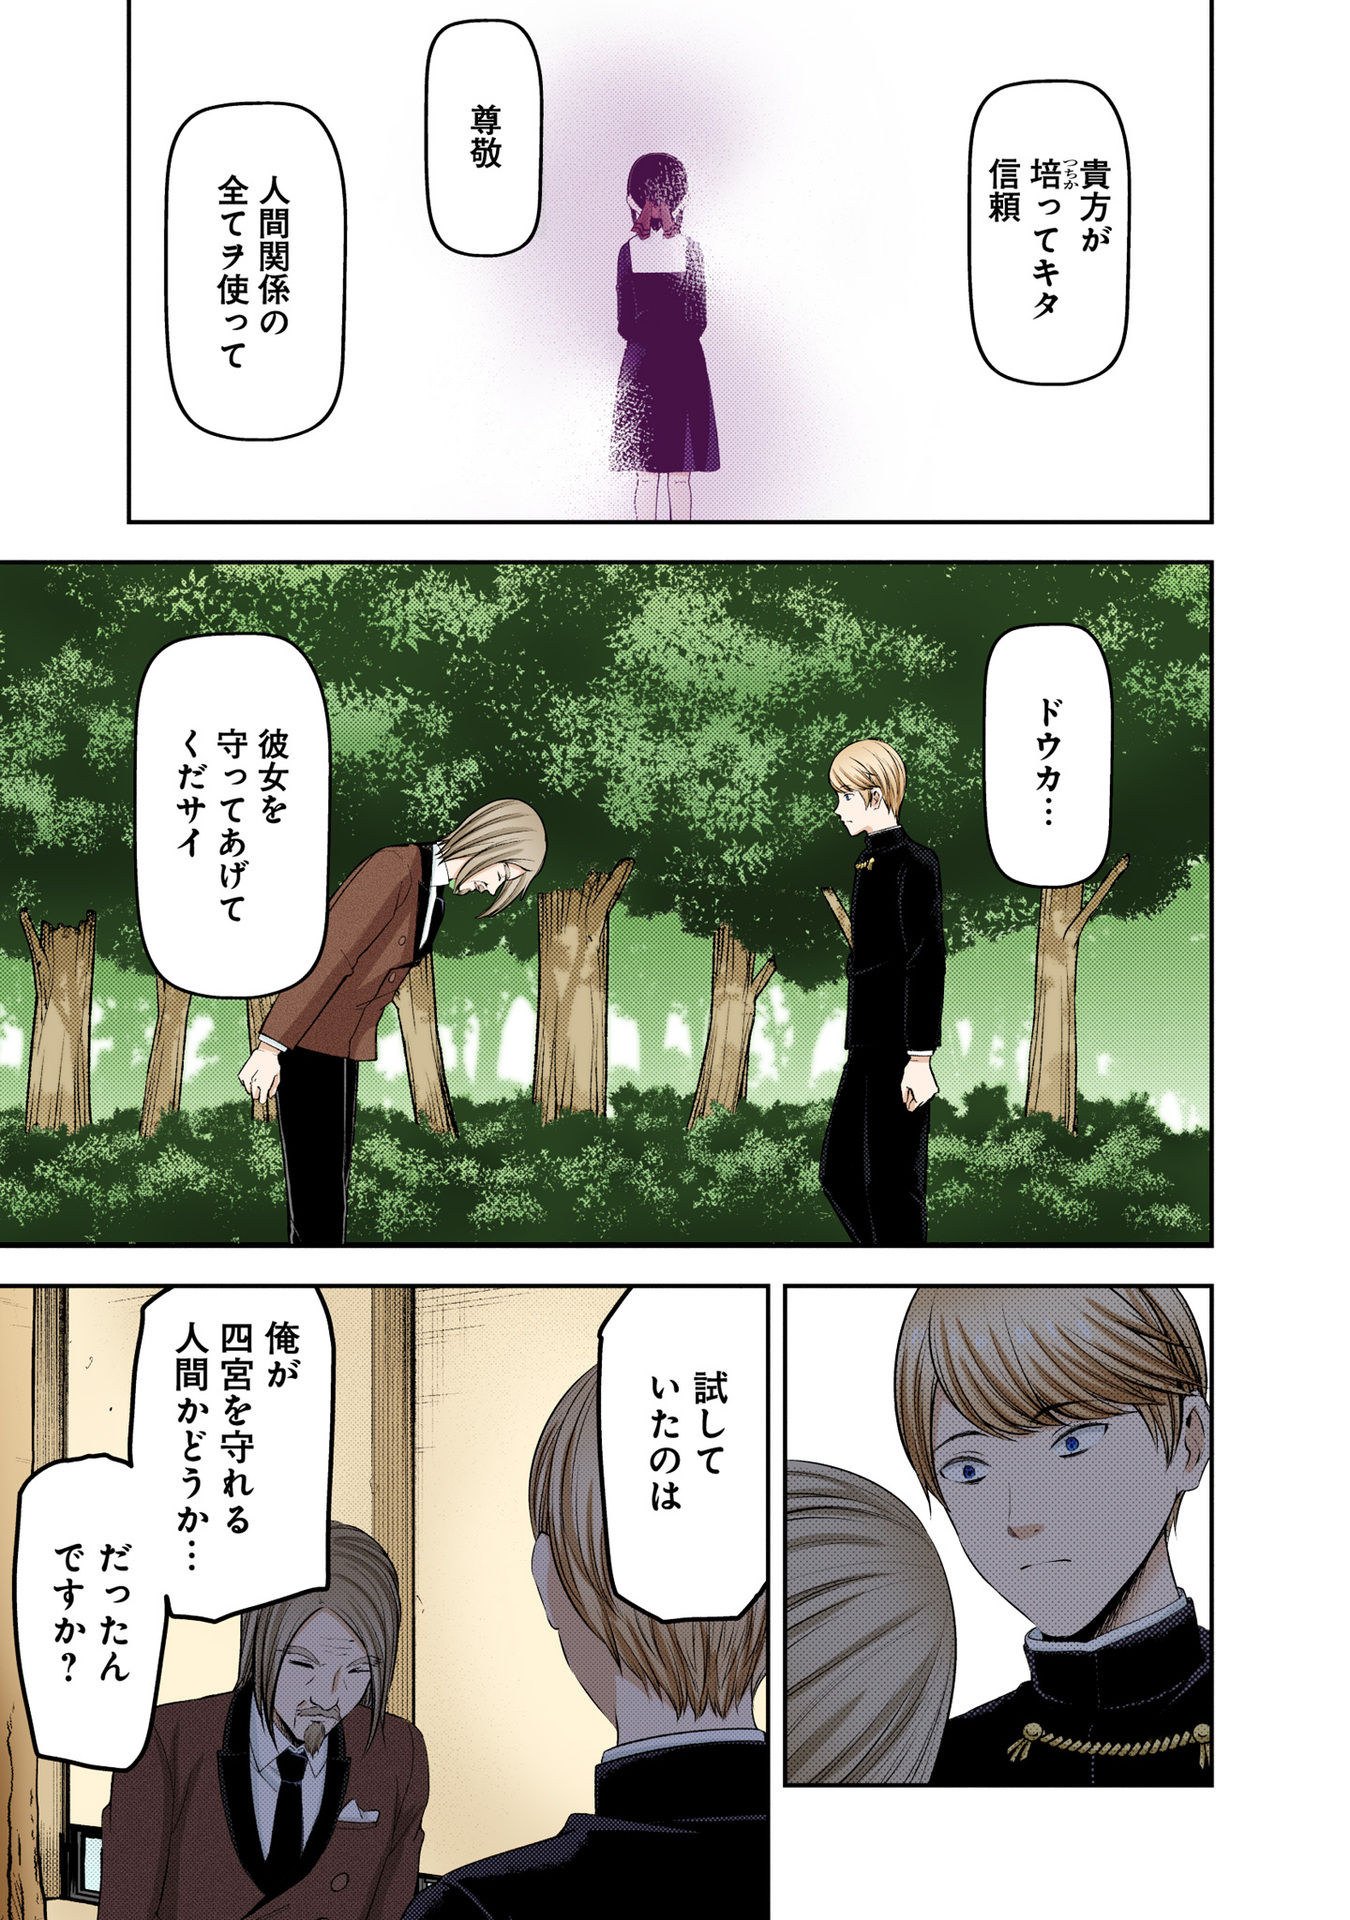 貴方が
培ってキタ
つちか
信頼
尊敬
人間関係の
全てヲ使って
ドウカ…
彼女を
守ってあげて
くだサイ
試して
いたのは
俺が
四宮を守れる
人間かどうか…
だったん
ですか?